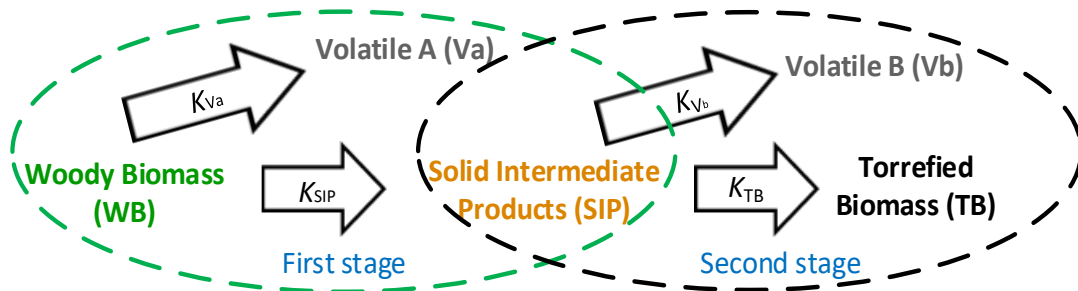 Volatile A (Va)
Volatile B (Vb)
KVa
KVb
Woody Biomass
(WB)
KSIP
Solid Intermediate
Products (SIP)
KTB
Torrefied
Biomass (TB)
First stage
Second stage